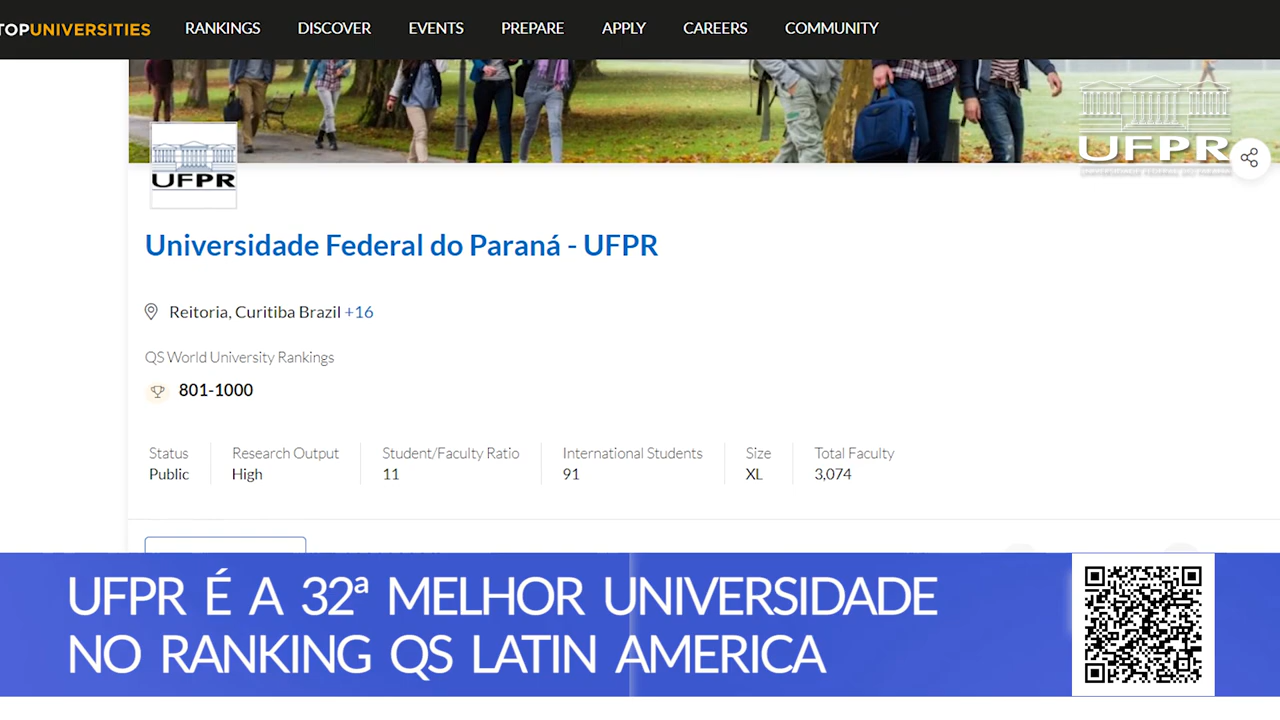 TOPUNIVERSITIES
RANKINGS DISCOVER EVENTS PREPARE APPLY CAREERS COMMUNITY
UFPR
UFPR
Universidade Federal do Paraná - UFPR
Reitoria, Curitiba Brazil +16
QS World University Rankings
801-1000
Status Research Output Student/Faculty Ratio International Students Size Total Faculty
Public High 11 91 XL 3,074
UFPR É A 32ª MELHOR UNIVERSIDADE
NO RANKING QS LATIN AMERICA